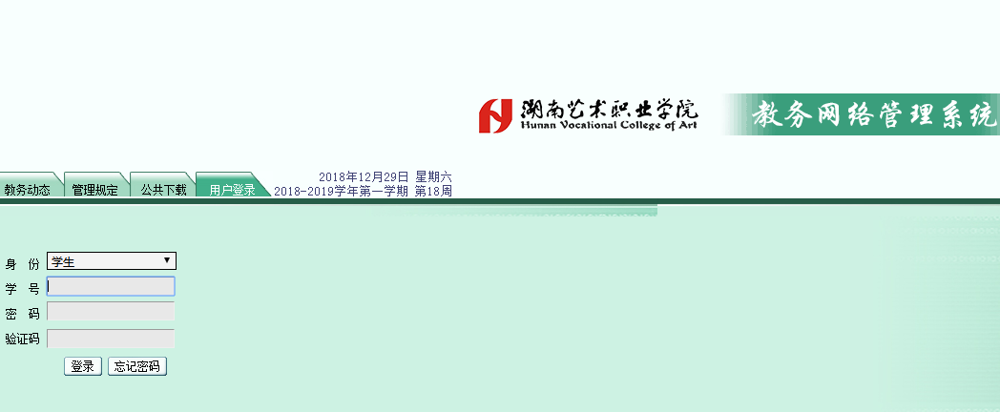 湖南艺术职业学院
Hunan Vocational College of Art
教务网络管理系统
教务动态 管理规定 公共下载 用户登录
2018年12月29日 星期六
2018-2019学年第一学期 第18周
身 份 学生
学 号
密 码
验证码
登录 忘记密码